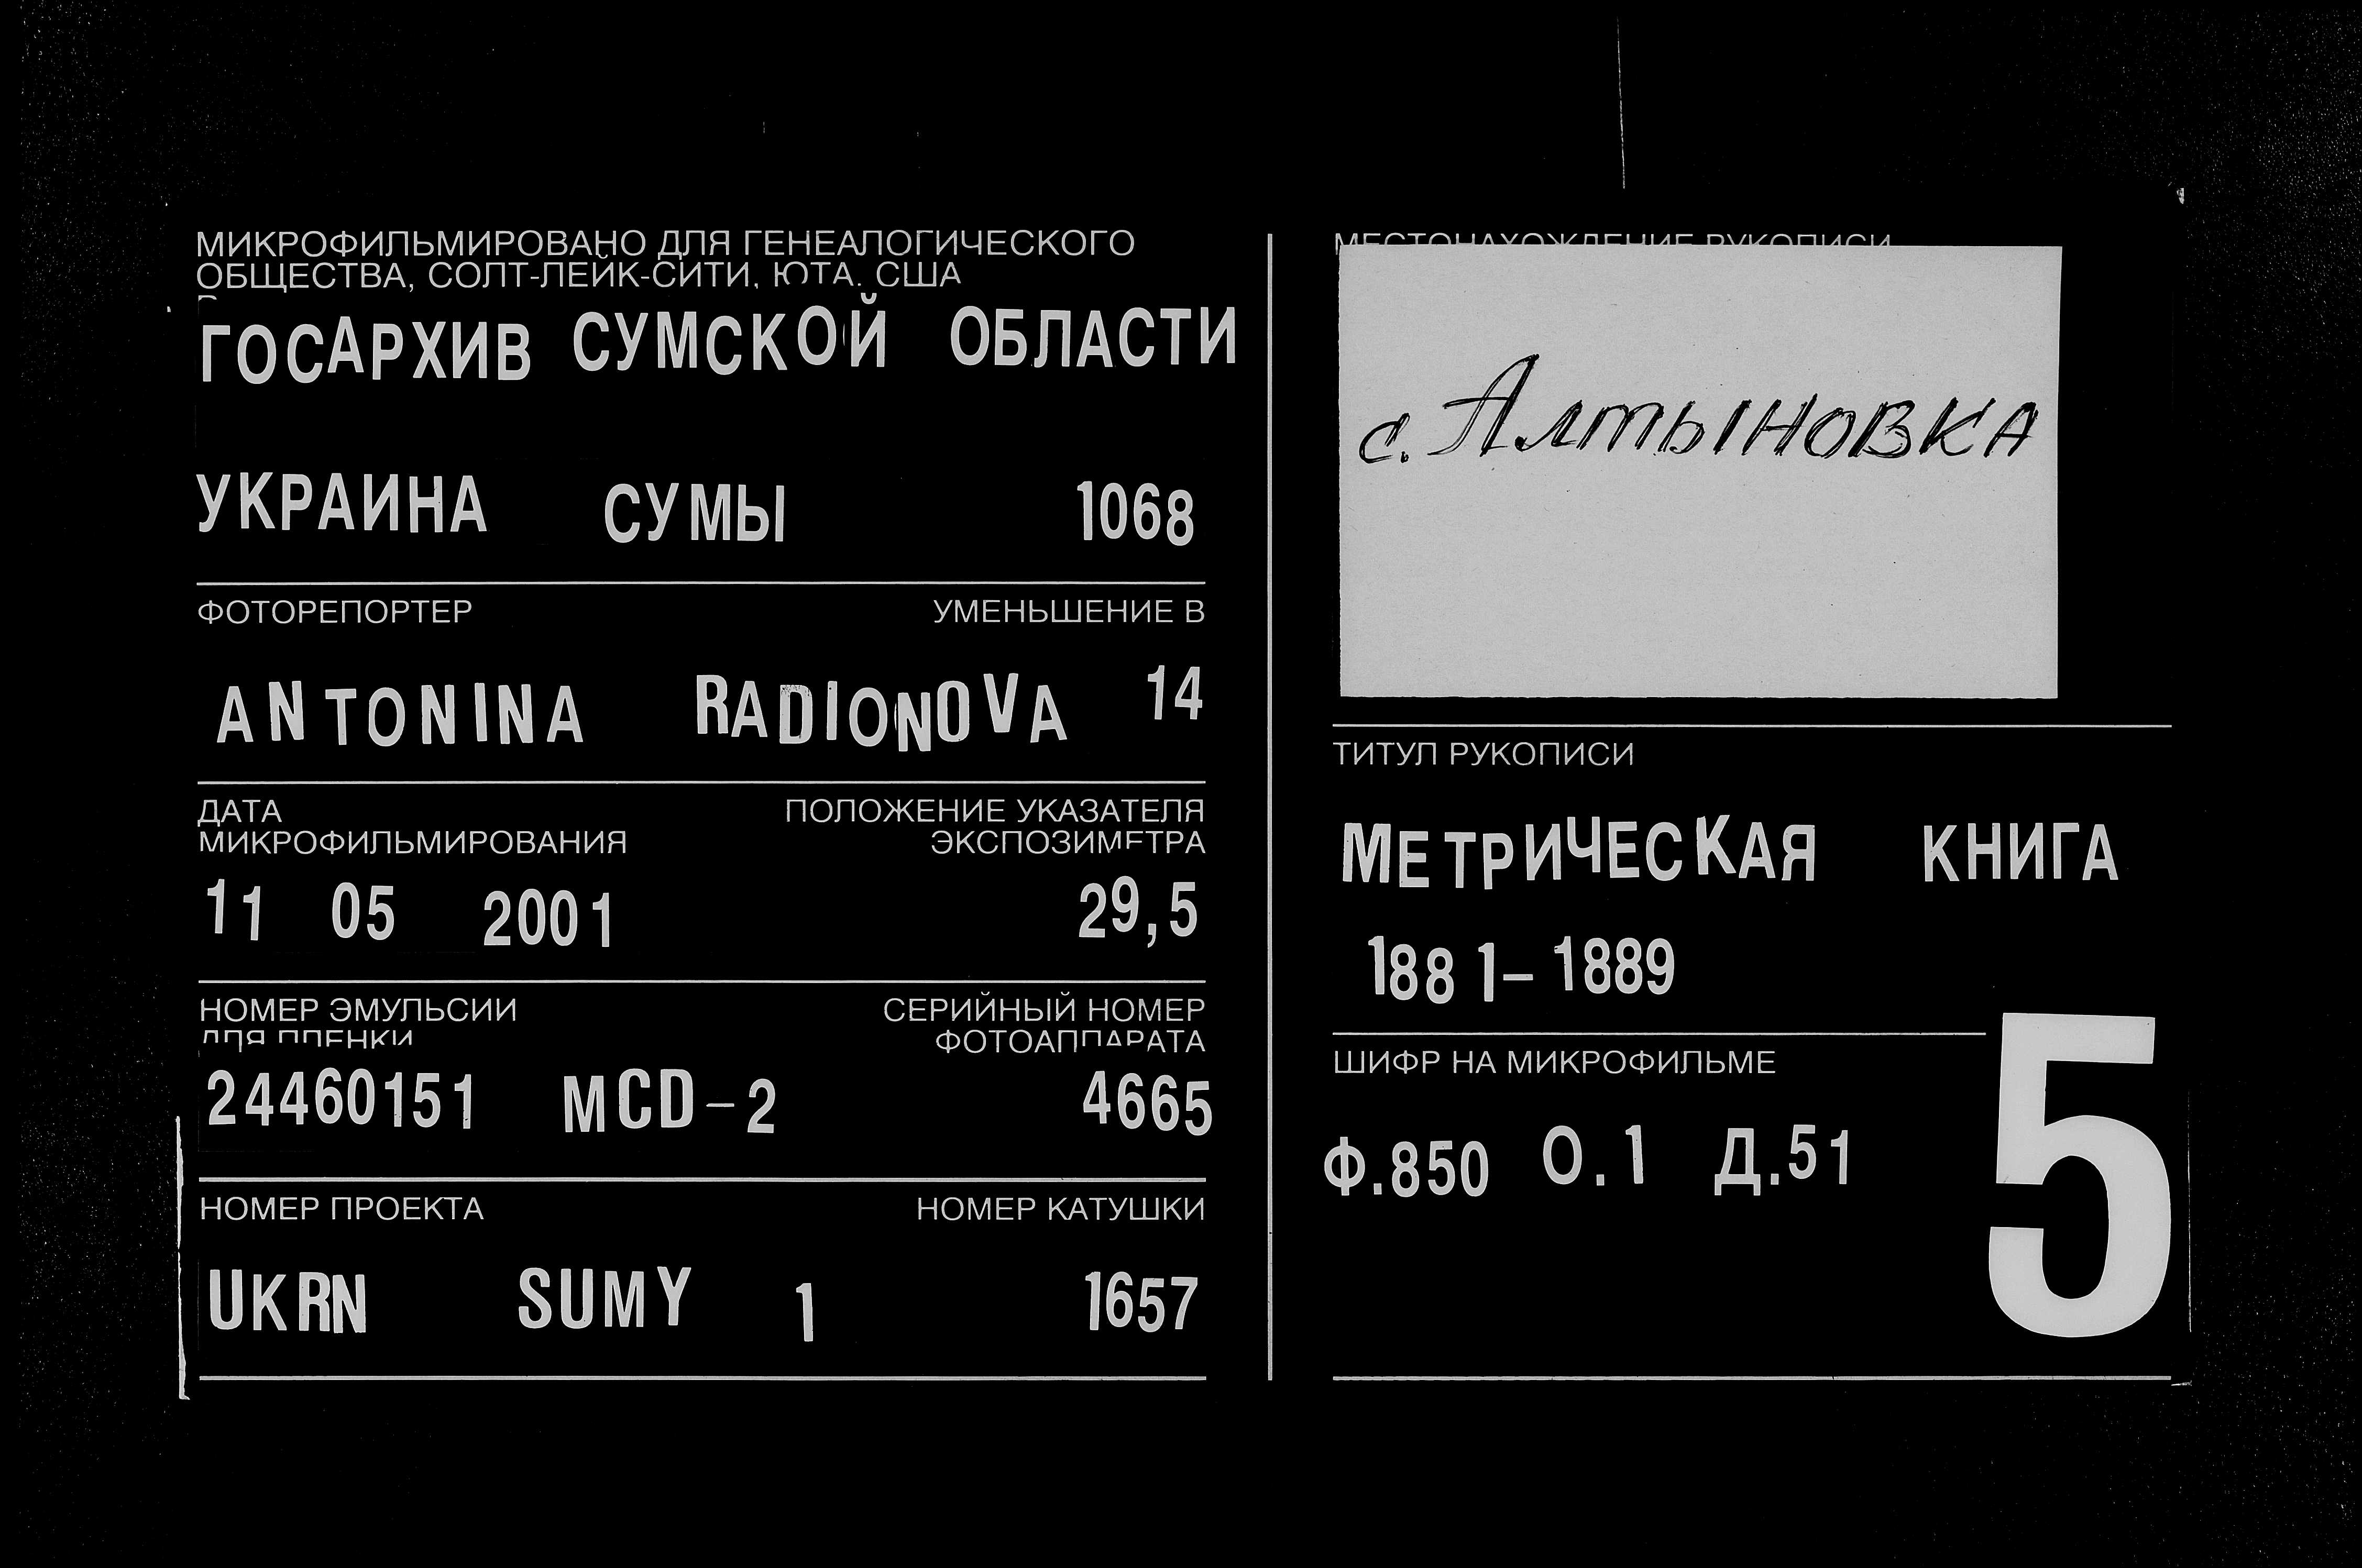 МИКРОФИЛЬМИРОВАНО ДЛЯ ГЕНЕАЛОГИЧЕСКОГО
ОБЩЕСТВА, СОЛТ-ЛЕЙК-СИТИ, ЮТА, США
ГОСАРХИВ СУМСКОЙ ОБЛАСТИ
УКРАИНА СУМЫ 1068
ФОТОРЕПОРТЕР УМЕНЬШЕНИЕ В
ANTONINA RADIONOVA 14
ДАТА ПОЛОЖЕНИЕ УКАЗАТЕЛЯ
МИКРОФИЛЬМИРОВАНИЯ ЭКСПОЗИМЕТРА
11 05 2001 29,5
НОМЕР ЭМУЛЬСИИ СЕРИЙНЫЙ НОМЕР
ДЛЯ ПЛЕНКИ ФОТОАППАРАТА
24460151 MCD-2 4665
НОМЕР ПРОЕКТА НОМЕР КАТУШКИ
UKRN SUMY 1 1657
МЕСТОНАХОЖДЕНИЕ РУКОПИСИ
с. Алтыновка
ТИТУЛ РУКОПИСИ
МЕТРИЧЕСКАЯ КНИГА
1881-1889
ШИФР НА МИКРОФИЛЬМЕ
Ф.850 О.1 Д.51
5